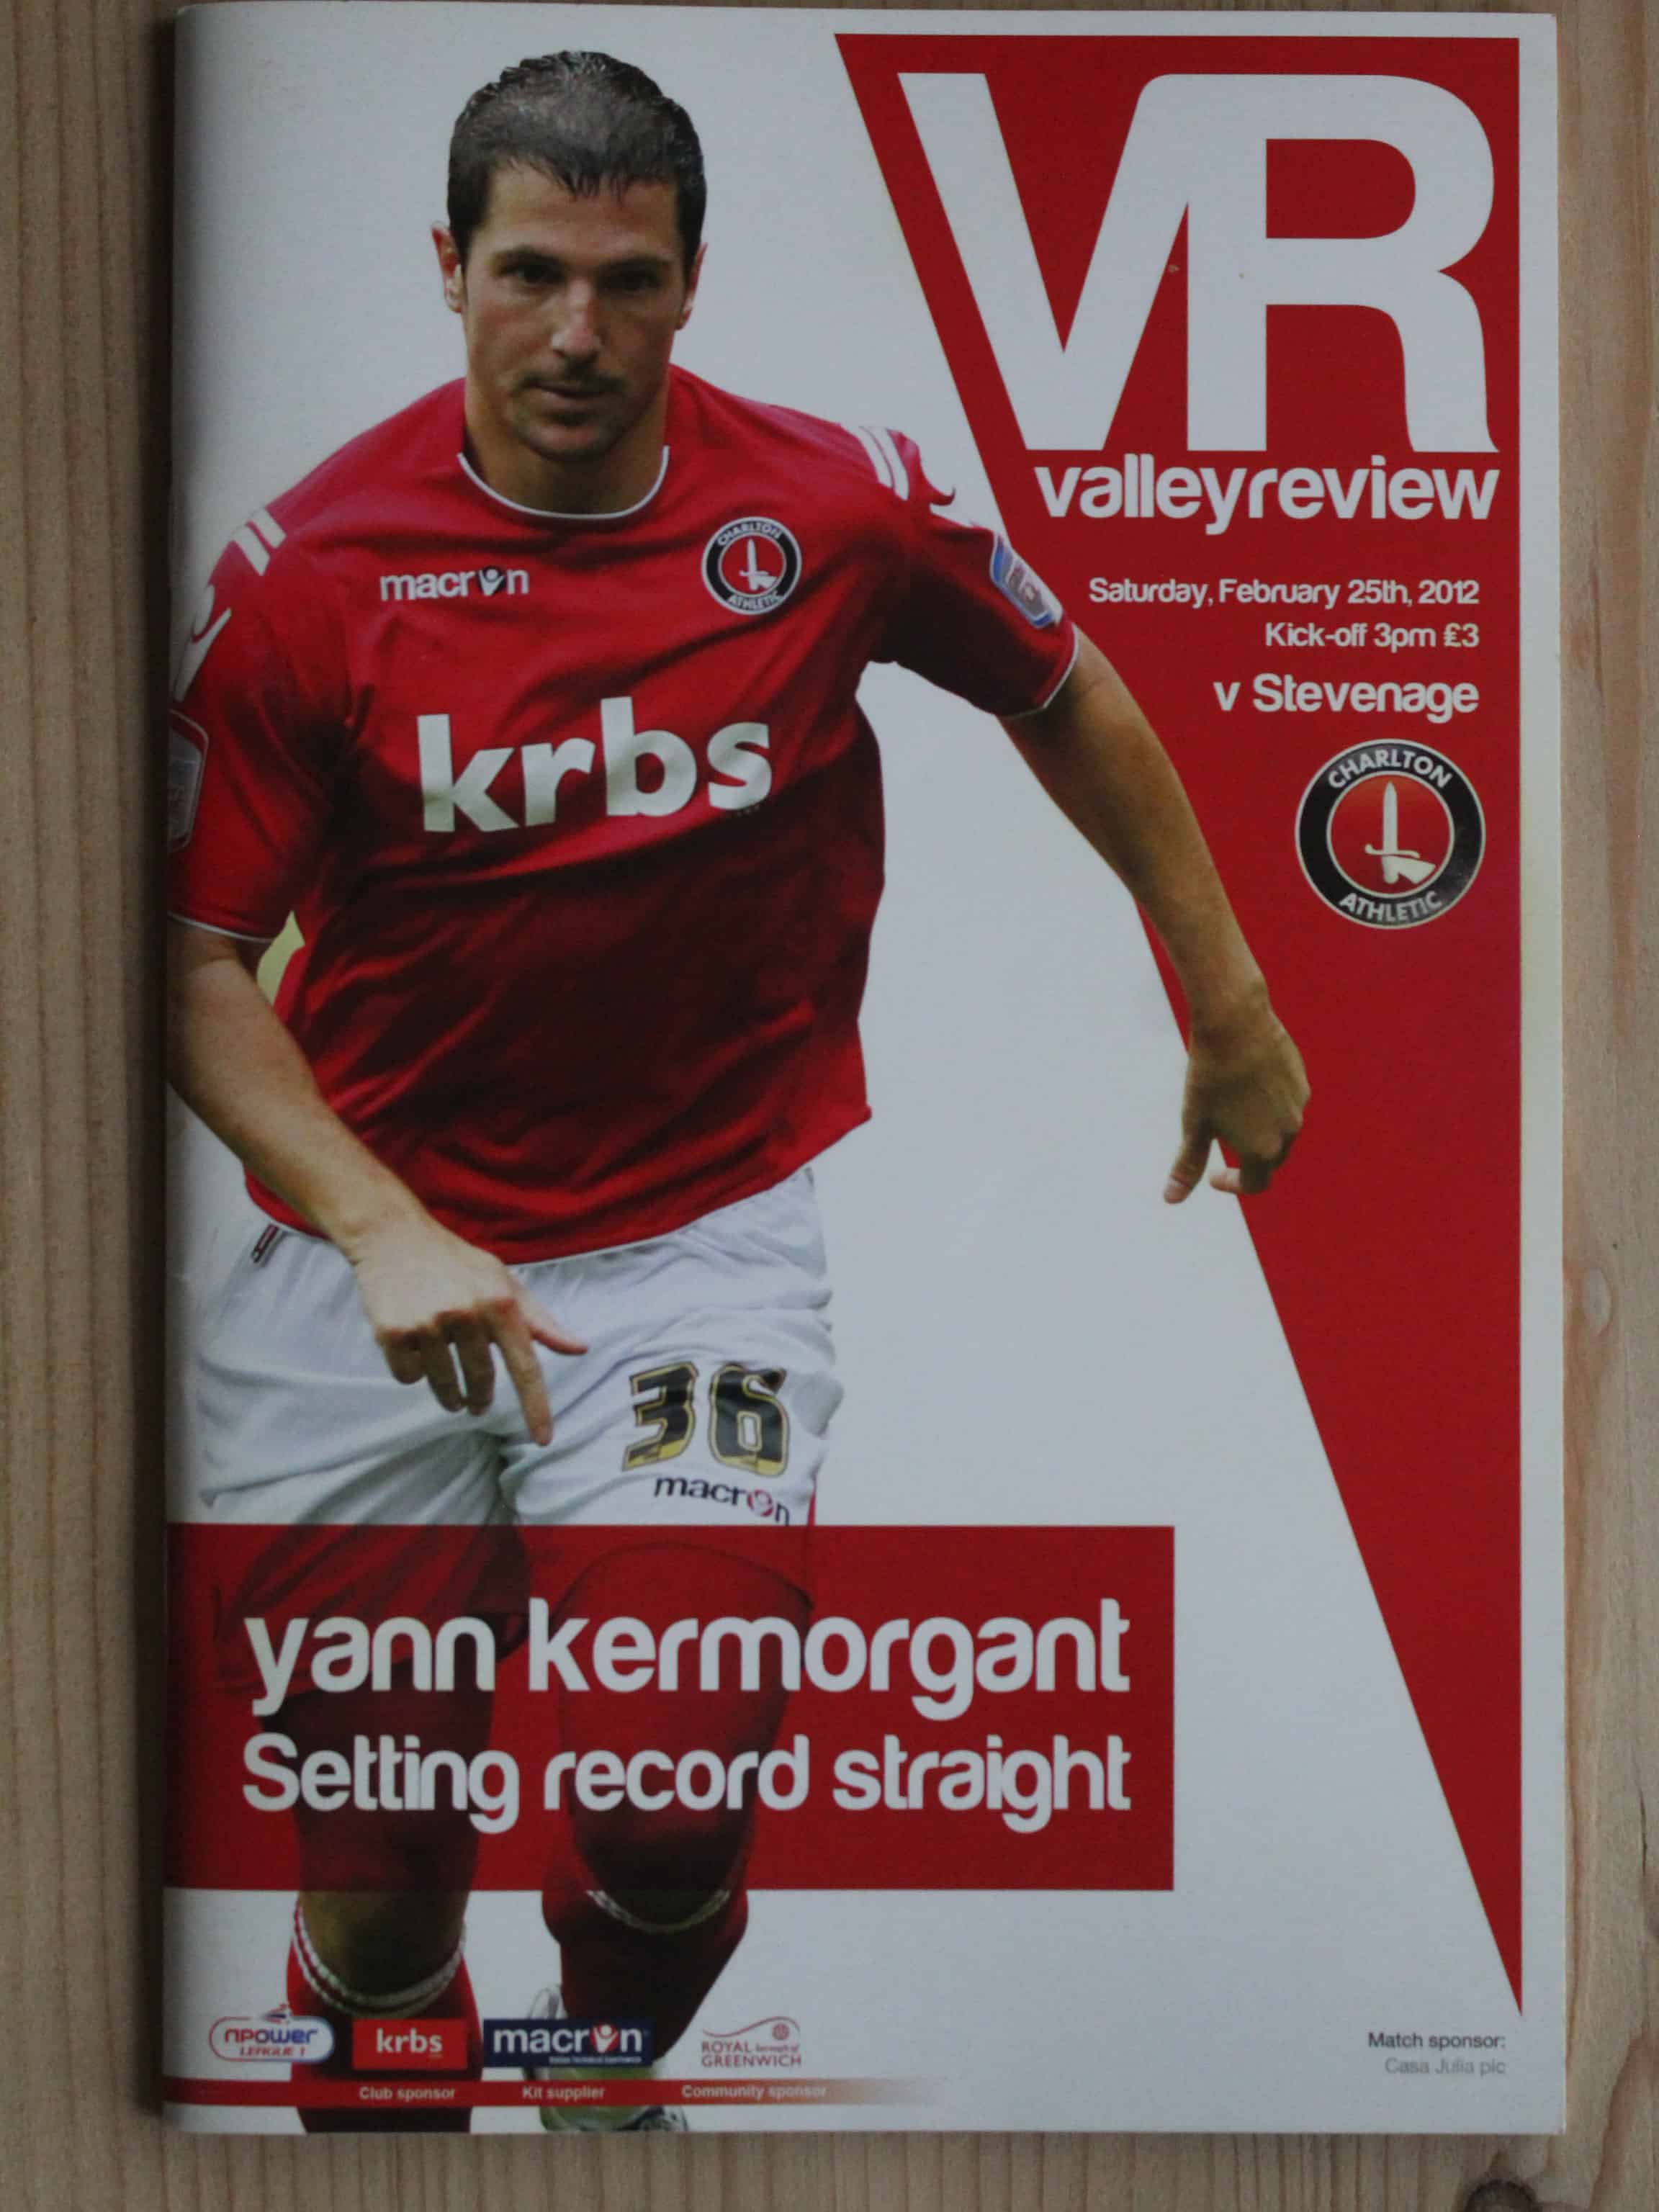 VR
valleyreview
Saturday, February 25th, 2012
Kick-off 3pm £3
v Stevenage
CHARLTON
ATHLETIC
CHARLTON
ATHLETIC
macron
krbs
36
macron
yann kermorgant
Setting record straight
npower
LEAGUE 1
krbs
macron
ROYAL borough of
GREENWICH
Club sponsor
Kit supplier
Community sponsor
Match sponsor:
Casa Julia plc